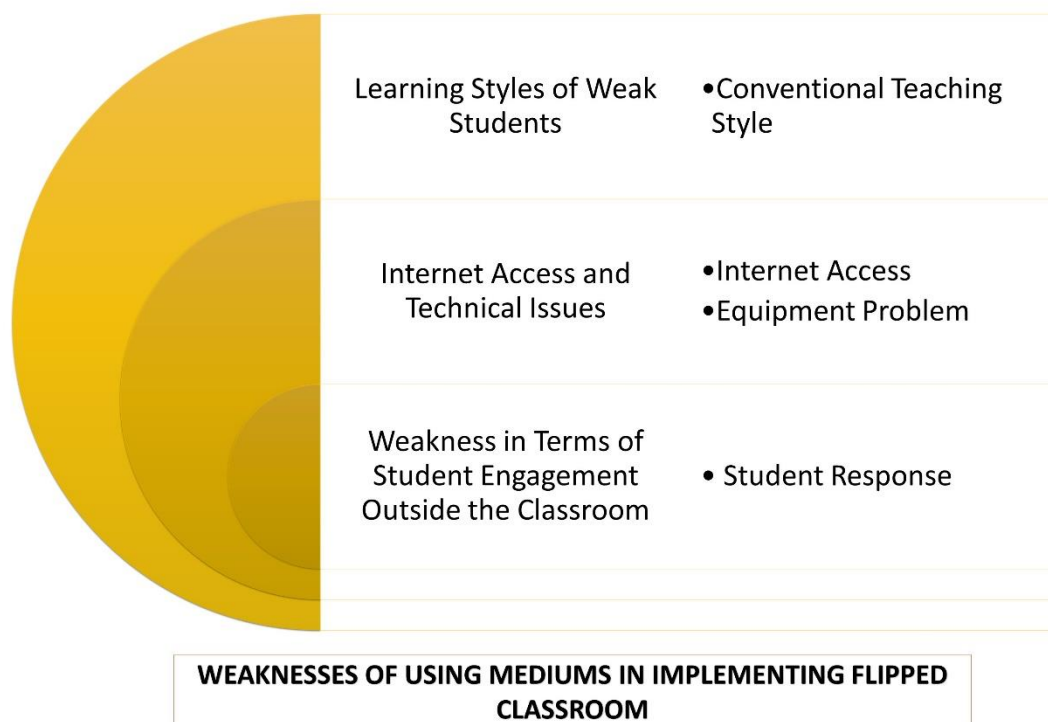 Learning Styles of Weak
Students
•Conventional Teaching
Style
Internet Access and
Technical Issues
•Internet Access
•Equipment Problem
Weakness in Terms of
Student Engagement
Outside the Classroom
• Student Response
WEAKNESSES OF USING MEDIUMS IN IMPLEMENTING FLIPPED
CLASSROOM